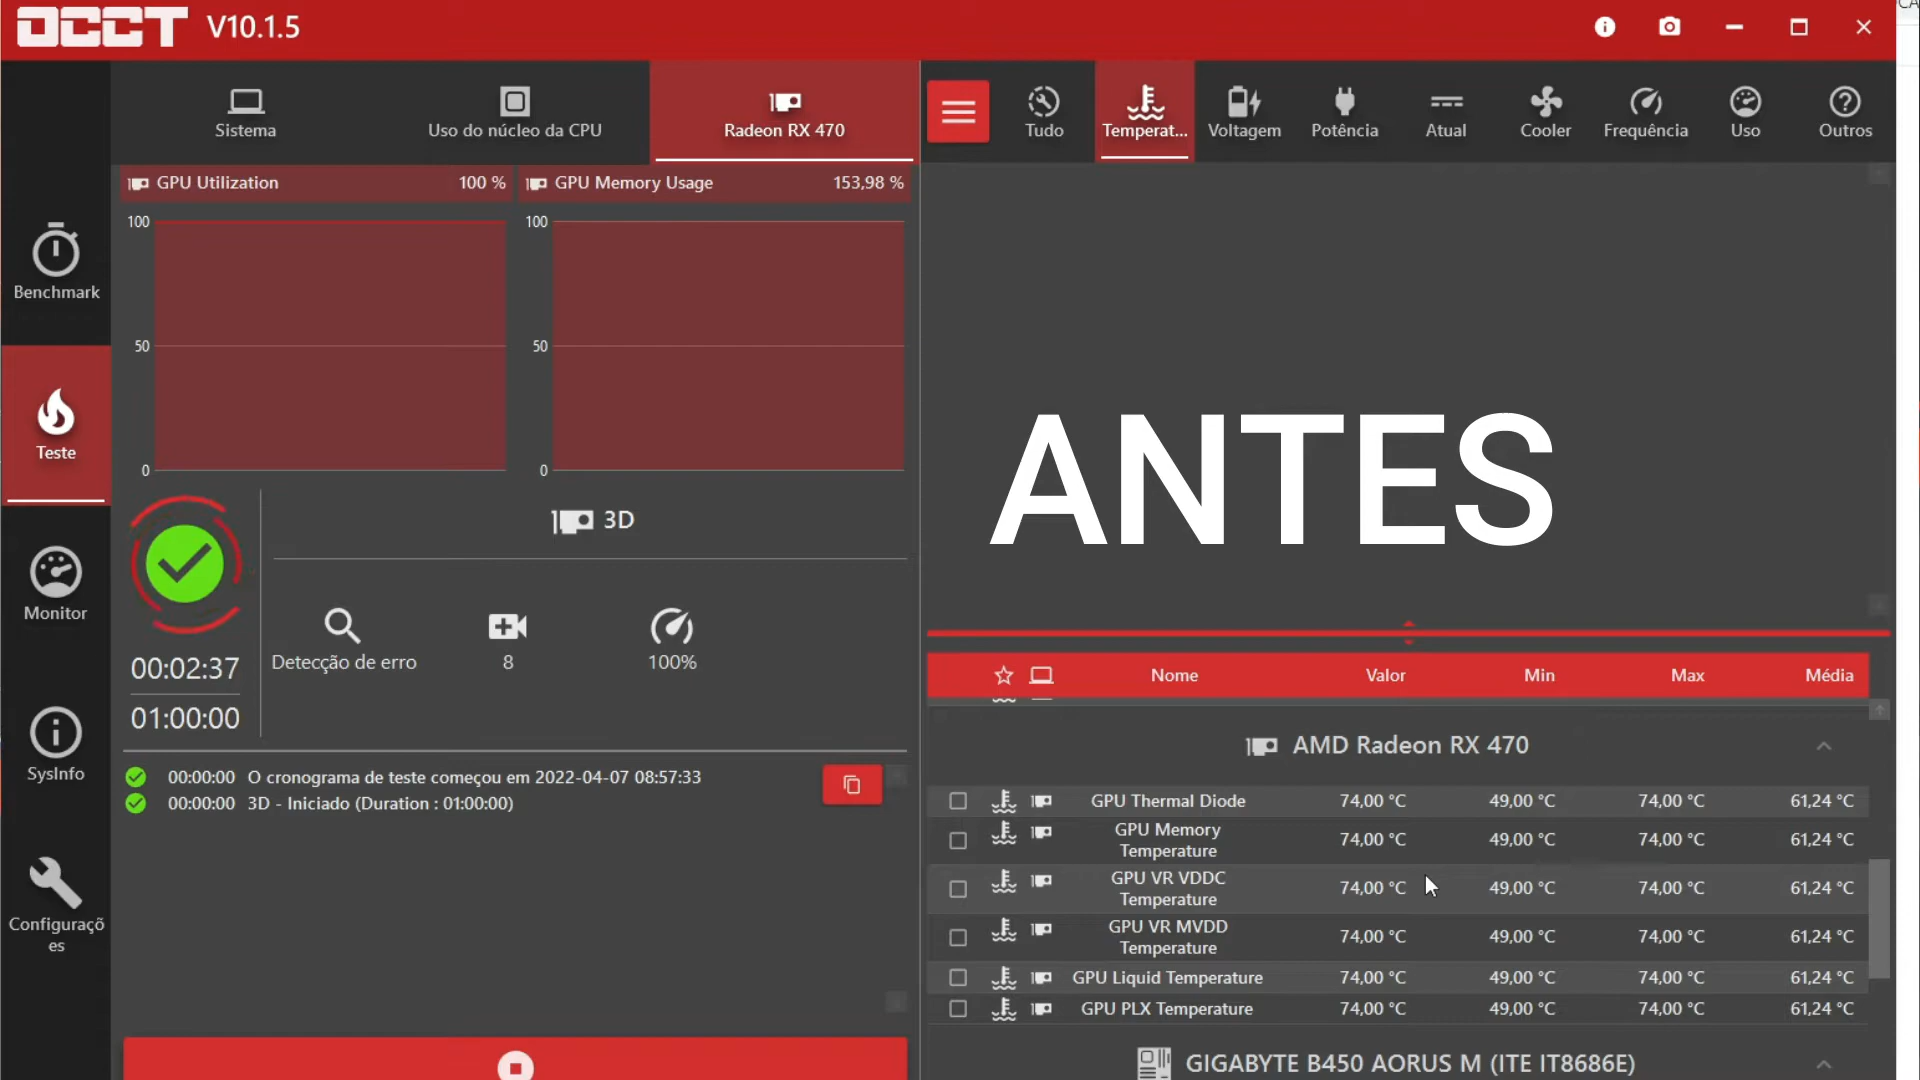 OCCT V10.1.5
CA
Sistema
Uso do núcleo da CPU
Radeon RX 470
Tudo
Temperat...
Voltagem
Potência
Atual
Cooler
Frequência
Uso
Outros
GPU Utilization 100 %
GPU Memory Usage 153,98 %
100
50
0
100
50
0
Benchmark
Teste
Monitor
SysInfo
Configuraçõ
es
ANTES
3D
Detecção de erro
8
100%
00:02:37
01:00:00
00:00:00 O cronograma de teste começou em 2022-04-07 08:57:33
00:00:00 3D - Iniciado (Duration : 01:00:00)
Nome Valor Min Max Média
AMD Radeon RX 470
GPU Thermal Diode 74,00 °C 49,00 °C 74,00 °C 61,24 °C
GPU Memory
Temperature 74,00 °C 49,00 °C 74,00 °C 61,24 °C
GPU VR VDDC
Temperature 74,00 °C 49,00 °C 74,00 °C 61,24 °C
GPU VR MVDD
Temperature 74,00 °C 49,00 °C 74,00 °C 61,24 °C
GPU Liquid Temperature 74,00 °C 49,00 °C 74,00 °C 61,24 °C
GPU PLX Temperature 74,00 °C 49,00 °C 74,00 °C 61,24 °C
GIGABYTE B450 AORUS M (ITE IT8686E)